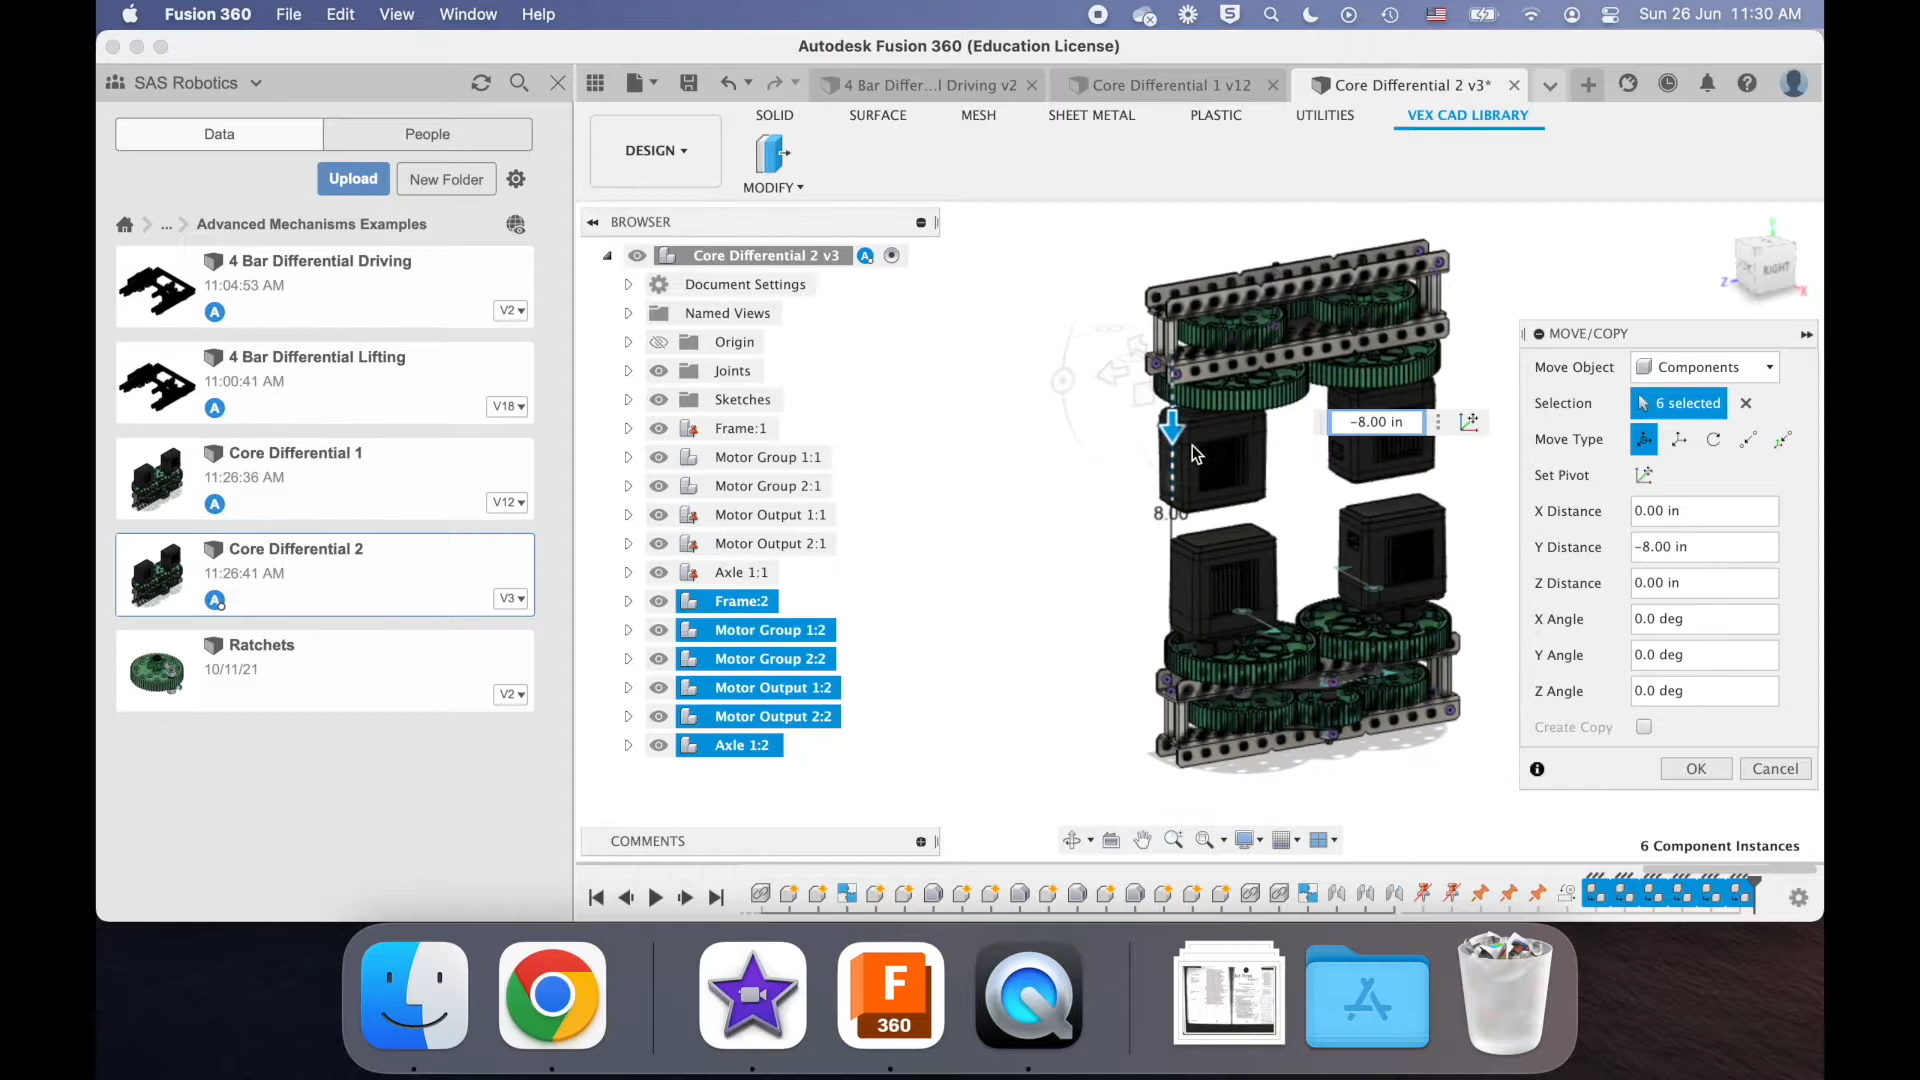 Fusion 360 File Edit View Window Help
Sun 26 Jun 11:30 AM
Autodesk Fusion 360 (Education License)
SAS Robotics
4 Bar Differ...l Driving v2
Core Differential 1 v12
Core Differential 2 v3*
Data
People
Upload
New Folder
... Advanced Mechanisms Examples
4 Bar Differential Driving
11:04:53 AM
A
V2
4 Bar Differential Lifting
11:00:41 AM
A
V18
Core Differential 1
11:26:36 AM
A
V12
Core Differential 2
11:26:41 AM
A
V3
Ratchets
10/11/21
V2
SOLID
SURFACE
MESH
SHEET METAL
PLASTIC
UTILITIES
VEX CAD LIBRARY
DESIGN
MODIFY
BROWSER
Core Differential 2 v3
A
Document Settings
Named Views
Origin
Joints
Sketches
Frame:1
Motor Group 1:1
Motor Group 2:1
Motor Output 1:1
Motor Output 2:1
Axle 1:1
Frame:2
Motor Group 1:2
Motor Group 2:2
Motor Output 1:2
Motor Output 2:2
Axle 1:2
COMMENTS
-8.00 in
8.00
Z
Y
X
RIGHT
MOVE/COPY
Move Object Components
Selection 6 selected
Move Type
Set Pivot
X Distance 0.00 in
Y Distance -8.00 in
Z Distance 0.00 in
X Angle 0.0 deg
Y Angle 0.0 deg
Z Angle 0.0 deg
Create Copy
OK
Cancel
6 Component Instances
F
360